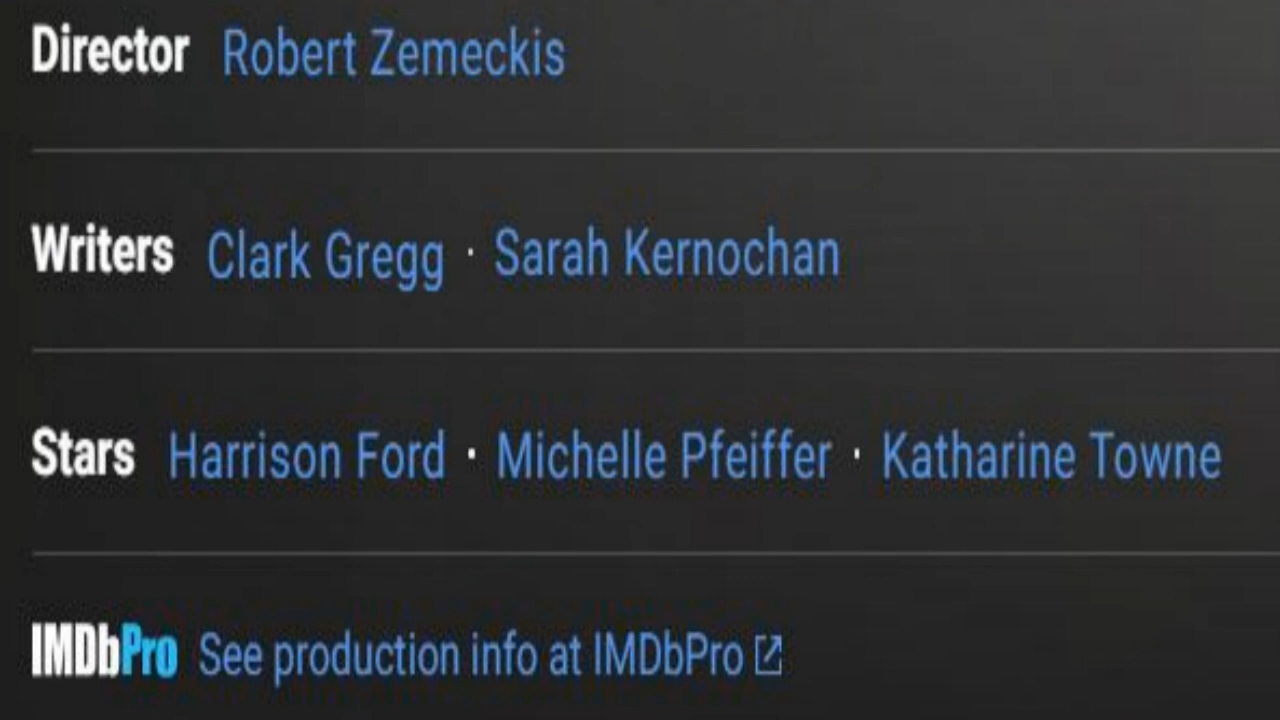 Director Robert Zemeckis
Writers Clark Gregg · Sarah Kernochan
Stars Harrison Ford · Michelle Pfeiffer · Katharine Towne
IMDbPro See production info at IMDbPro